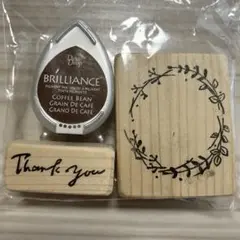 BRILLIANCE
COFFEE BEAN
GRAIN DE CAFE
GRANO DE CAFE
Thank you